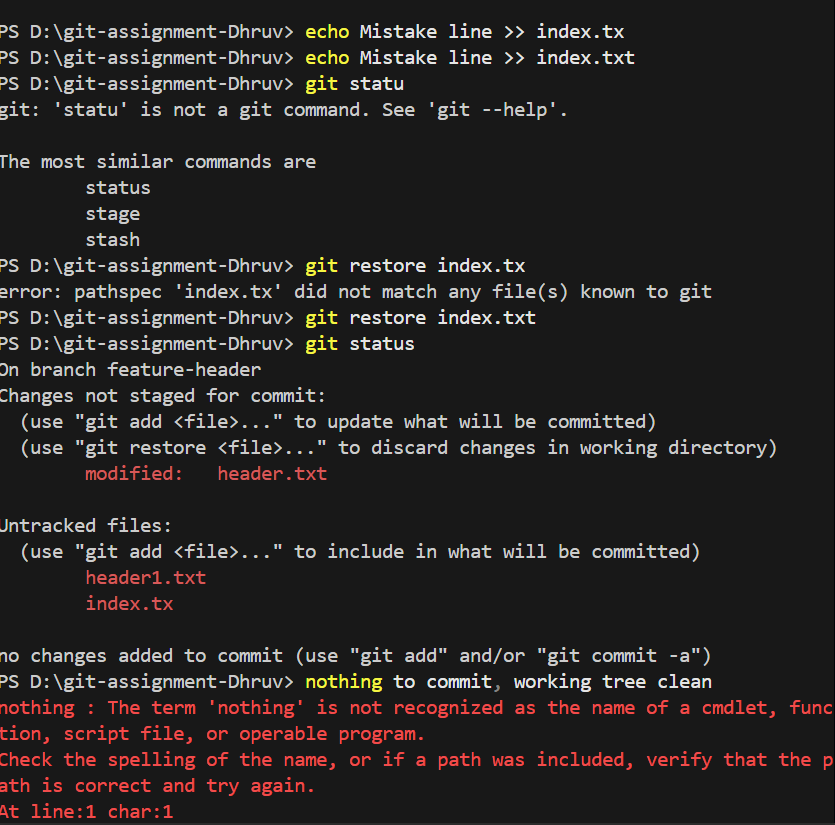 PS D:\git-assignment-Dhruv> echo Mistake line >> index.tx
PS D:\git-assignment-Dhruv> echo Mistake line >> index.txt
PS D:\git-assignment-Dhruv> git statu
git: 'statu' is not a git command. See 'git --help'.
The most similar commands are
status
stage
stash
PS D:\git-assignment-Dhruv> git restore index.tx
error: pathspec 'index.tx' did not match any file(s) known to git
PS D:\git-assignment-Dhruv> git restore index.txt
PS D:\git-assignment-Dhruv> git status
On branch feature-header
Changes not staged for commit:
(use "git add <file>..." to update what will be committed)
(use "git restore <file>..." to discard changes in working directory)
modified:   header.txt
Untracked files:
(use "git add <file>..." to include in what will be committed)
header1.txt
index.tx
no changes added to commit (use "git add" and/or "git commit -a")
PS D:\git-assignment-Dhruv> nothing to commit, working tree clean
nothing : The term 'nothing' is not recognized as the name of a cmdlet, func
tion, script file, or operable program.
Check the spelling of the name, or if a path was included, verify that the p
ath is correct and try again.
At line:1 char:1